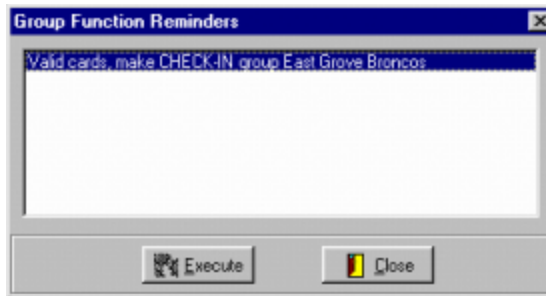 Group Function Reminders
Valid cards, make CHECK-IN group East Grove Broncos
Execute
Close